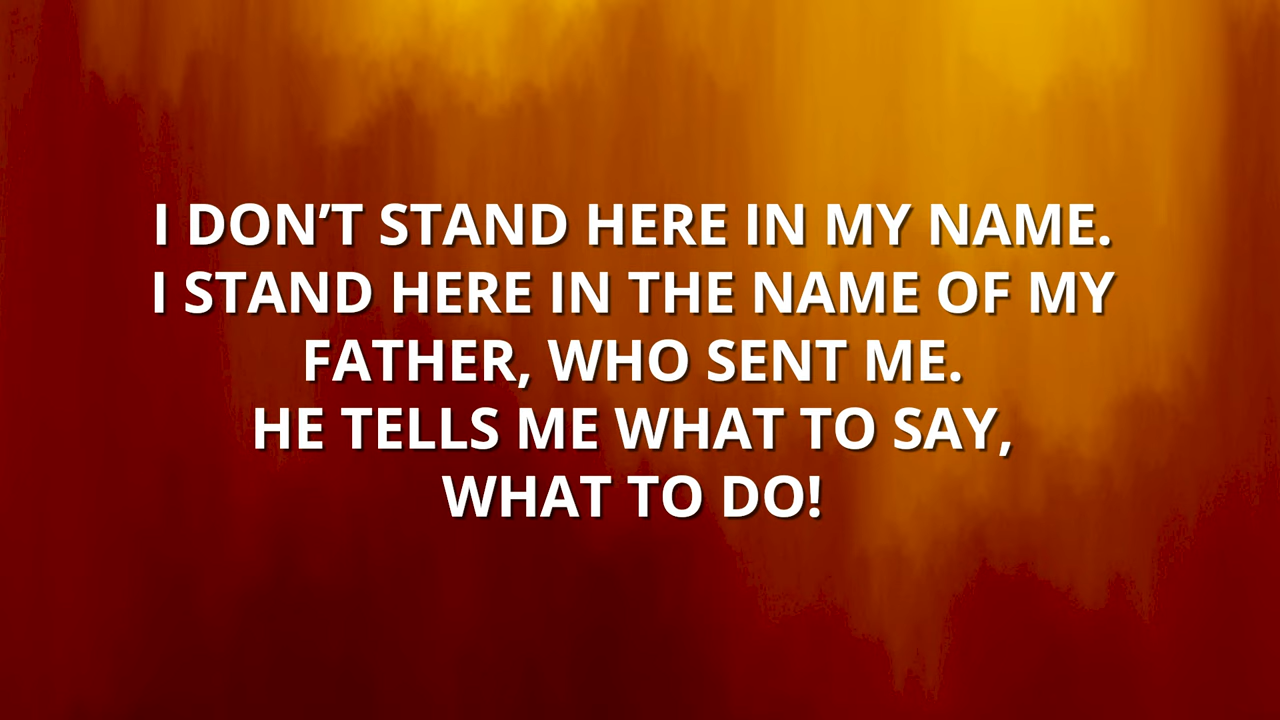 I DON’T STAND HERE IN MY NAME.
I STAND HERE IN THE NAME OF MY
FATHER, WHO SENT ME.
HE TELLS ME WHAT TO SAY,
WHAT TO DO!